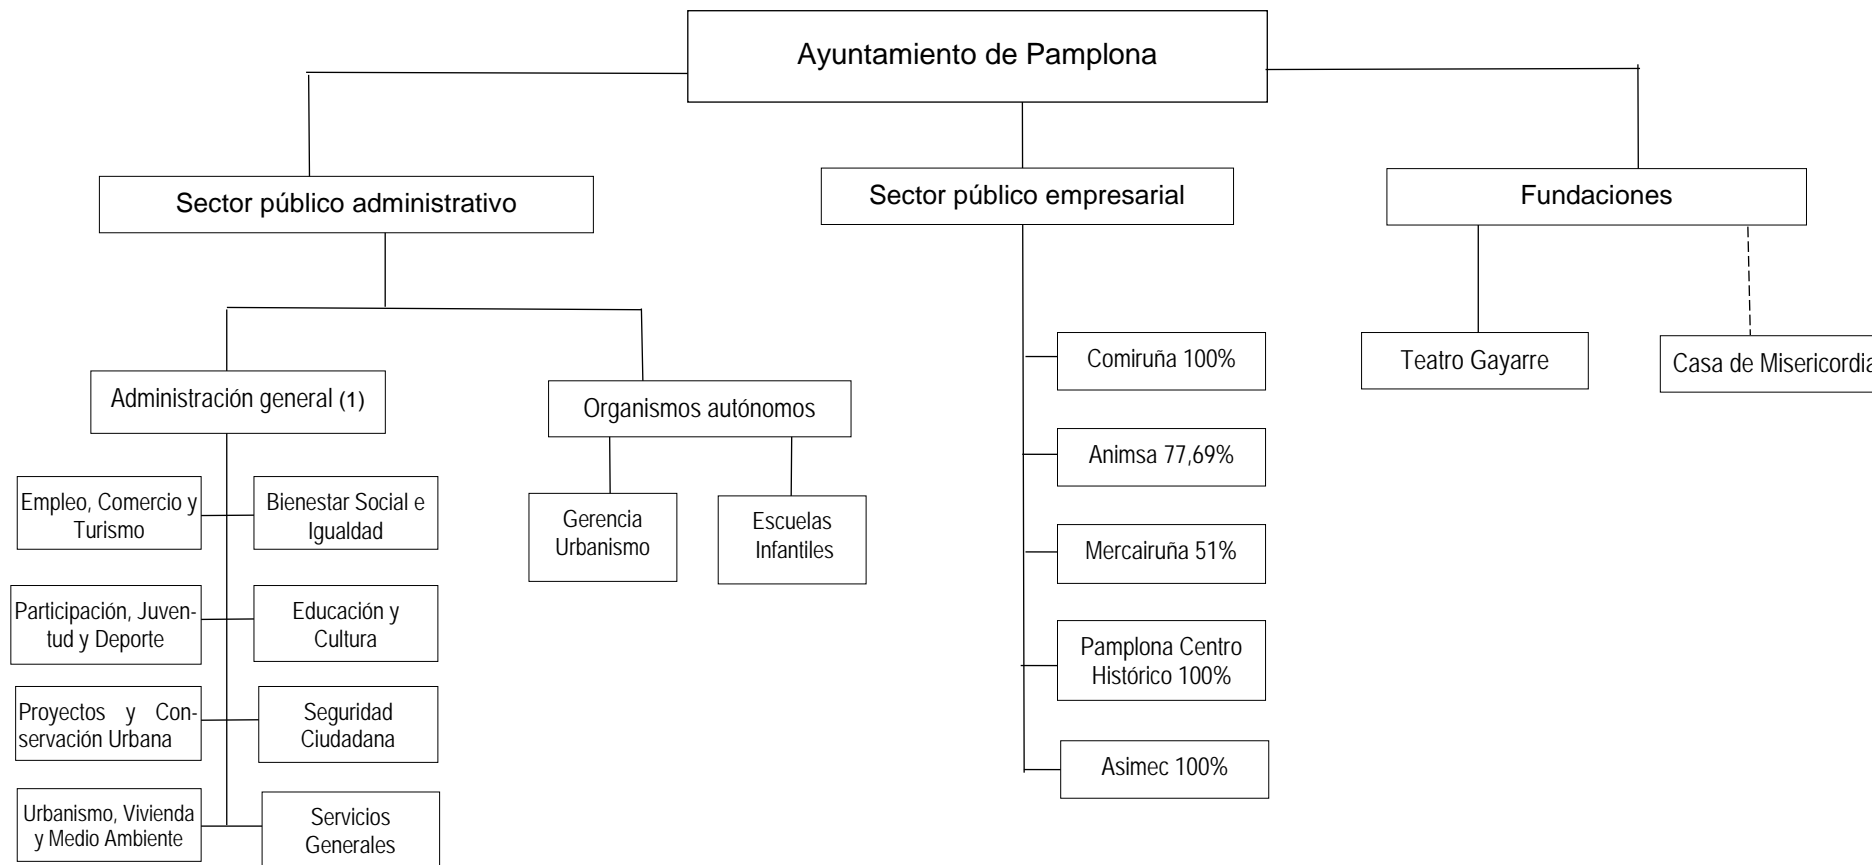 Ayuntamiento de Pamplona
Sector público administrativo
Sector público empresarial
Fundaciones
Administración general (1)
Organismos autónomos
Empleo, Comercio y
Turismo
Bienestar Social e
Igualdad
Participación, Juven-
tud y Deporte
Educación y
Cultura
Proyectos y Con-
servación Urbana
Seguridad
Ciudadana
Urbanismo, Vivienda
y Medio Ambiente
Servicios
Generales
Gerencia
Urbanismo
Escuelas
Infantiles
Comiruña 100%
Animsa 77,69%
Mercairuña 51%
Pamplona Centro
Histórico 100%
Asimec 100%
Teatro Gayarre
Casa de Misericordia